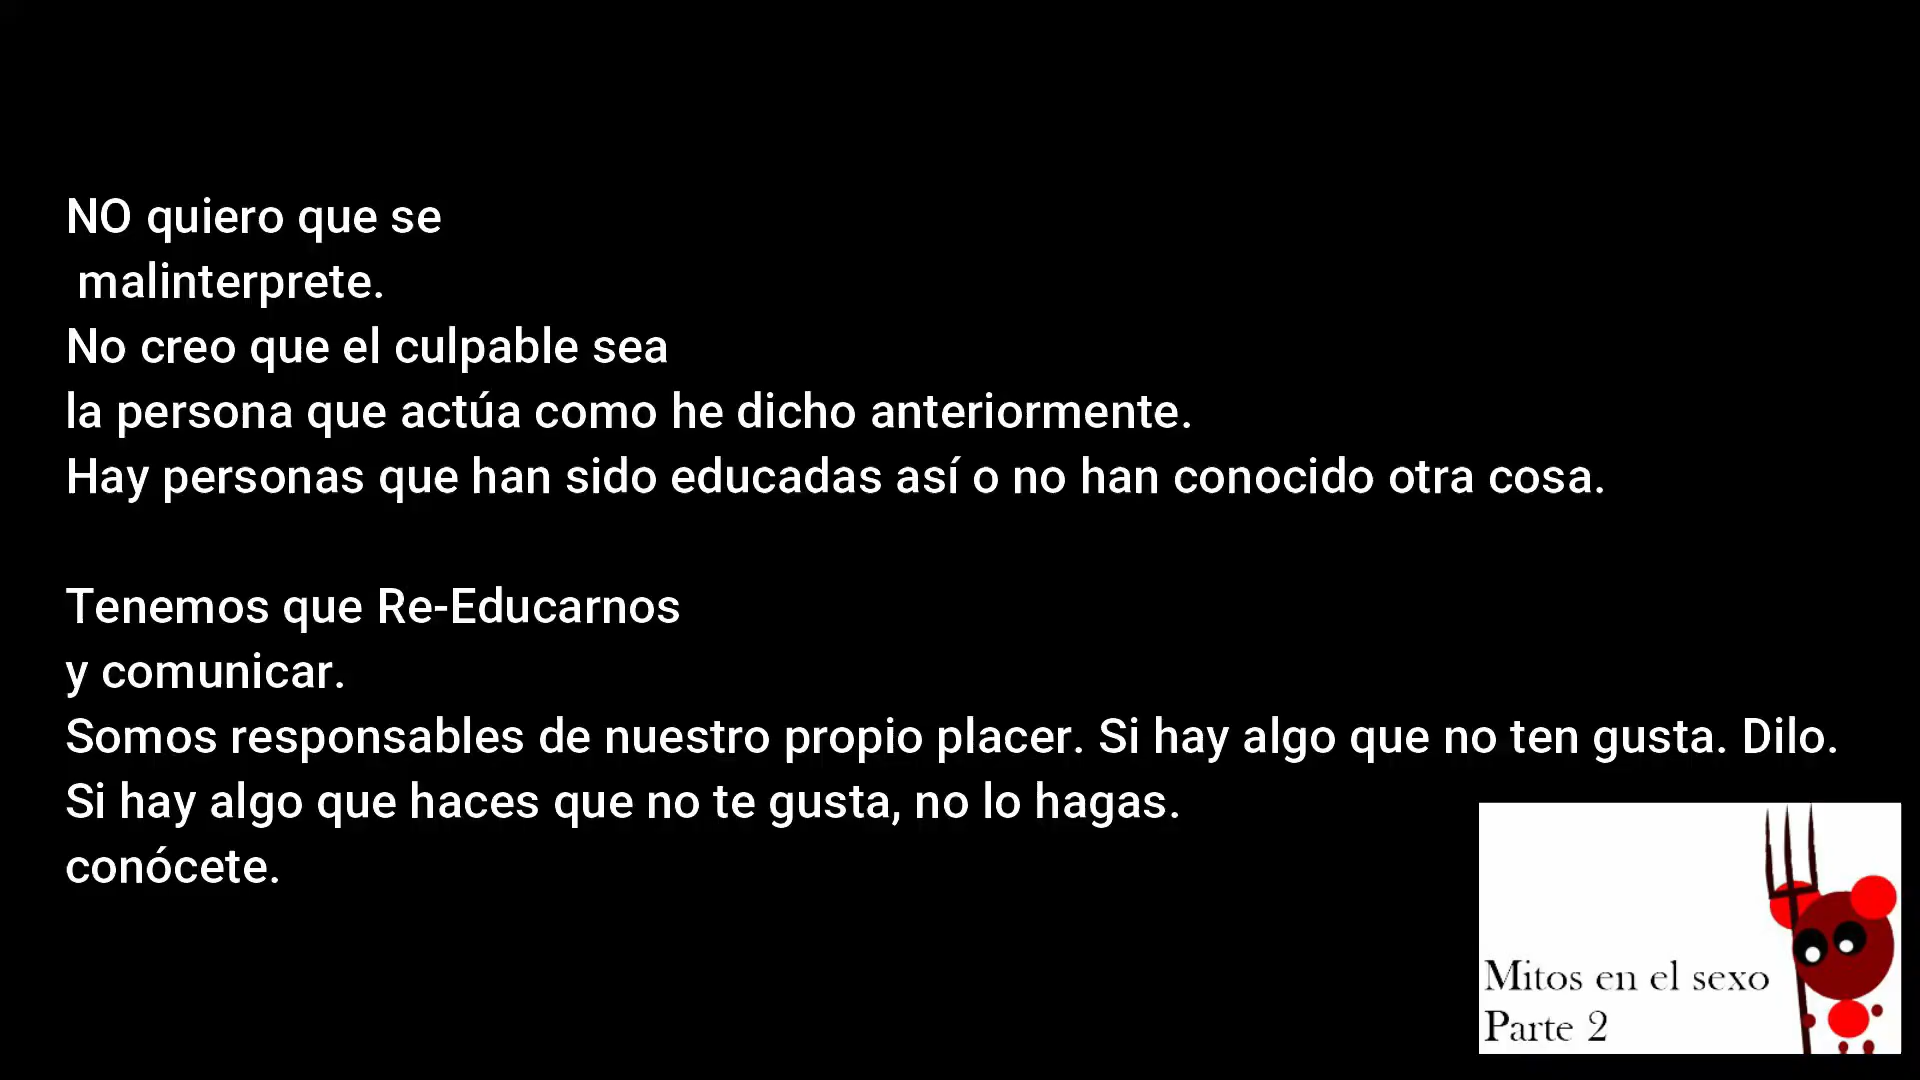 NO quiero que se
malinterprete.
No creo que el culpable sea
la persona que actúa como he dicho anteriormente.
Hay personas que han sido educadas así o no han conocido otra cosa.
Tenemos que Re-Educarnos
y comunicar.
Somos responsables de nuestro propio placer. Si hay algo que no ten gusta. Dilo.
Si hay algo que haces que no te gusta, no lo hagas.
conócete.
Mitos en el sexo
Parte 2